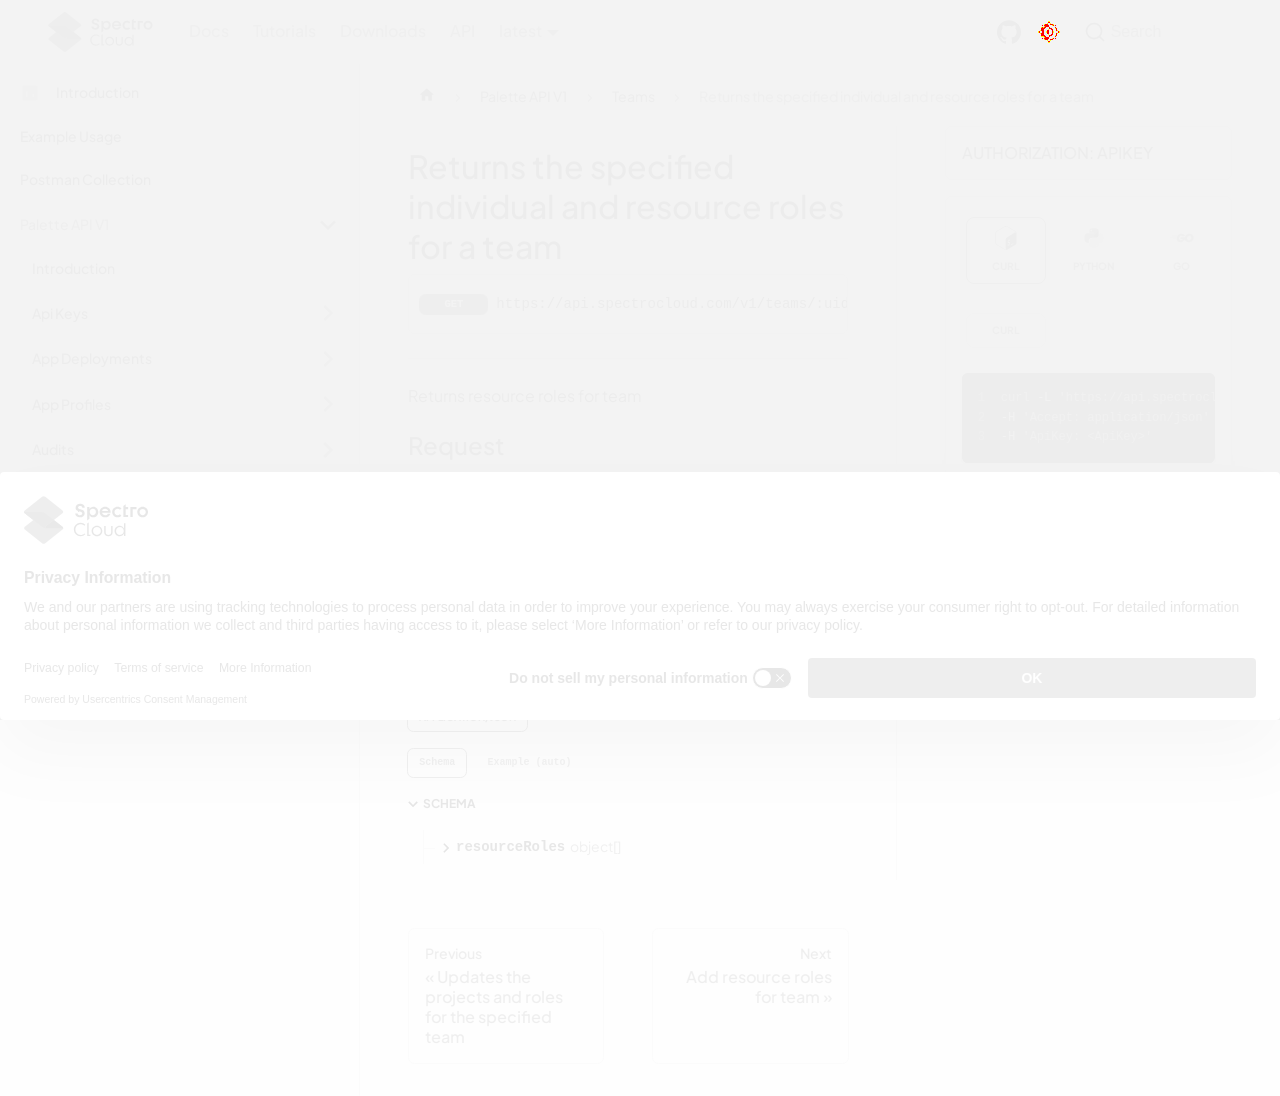 Spectro Cloud
Docs Tutorials Downloads API latest
Search
Introduction
Example Usage
Postman Collection
Palette API V1
Introduction
Api Keys
App Deployments
App Profiles
Audits
Palette API V1
Teams
Returns the specified individual and resource roles for a team
Returns the specified
individual and resource roles
for a team
GET https://api.spectrocloud.com/v1/teams/:uid
Returns resource roles for team
Request
AUTHORIZATION: APIKEY
CURL PYTHON GO
CURL
Spectro
Cloud
Privacy Information
We and our partners are using tracking technologies to process personal data in order to improve your experience. You may always exercise your consumer right to opt-out. For detailed information
about personal information we collect and third parties having access to it, please select ‘More Information’ or refer to our privacy policy.
Privacy policy Terms of service More Information
Do not sell my personal information
OK
Powered by Usercentrics Consent Management
Schema Example (auto)
SCHEMA
resourceRoles object[]
Previous
« Updates the
projects and roles
for the specified
team
Next
Add resource roles
for team »